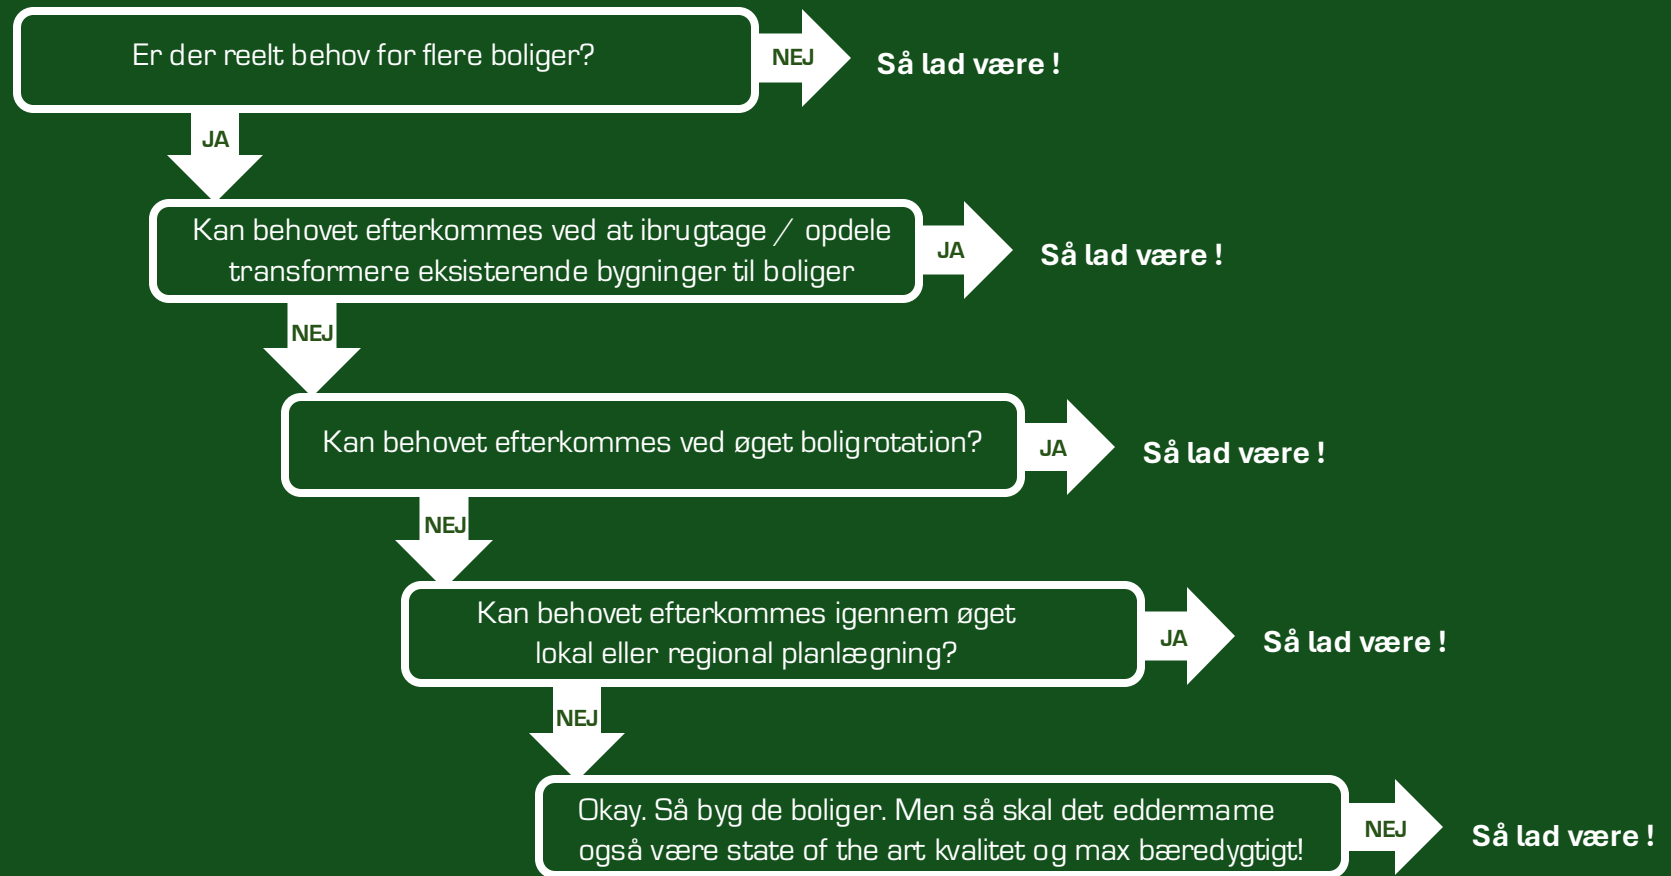 Er der reelt behov for flere boliger?
NEJ
Så lad være !
JA
Kan behovet efterkommes ved at ibrugtage / opdele
transformere eksisterende bygninger til boliger
JA
Så lad være !
NEJ
Kan behovet efterkommes ved øget boligrotation?
JA
Så lad være !
NEJ
Kan behovet efterkommes igennem øget
lokal eller regional planlægning?
JA
Så lad være !
NEJ
Okay. Så byg de boliger. Men så skal det eddermame
også være state of the art kvalitet og max bæredygtigt!
NEJ
Så lad være !